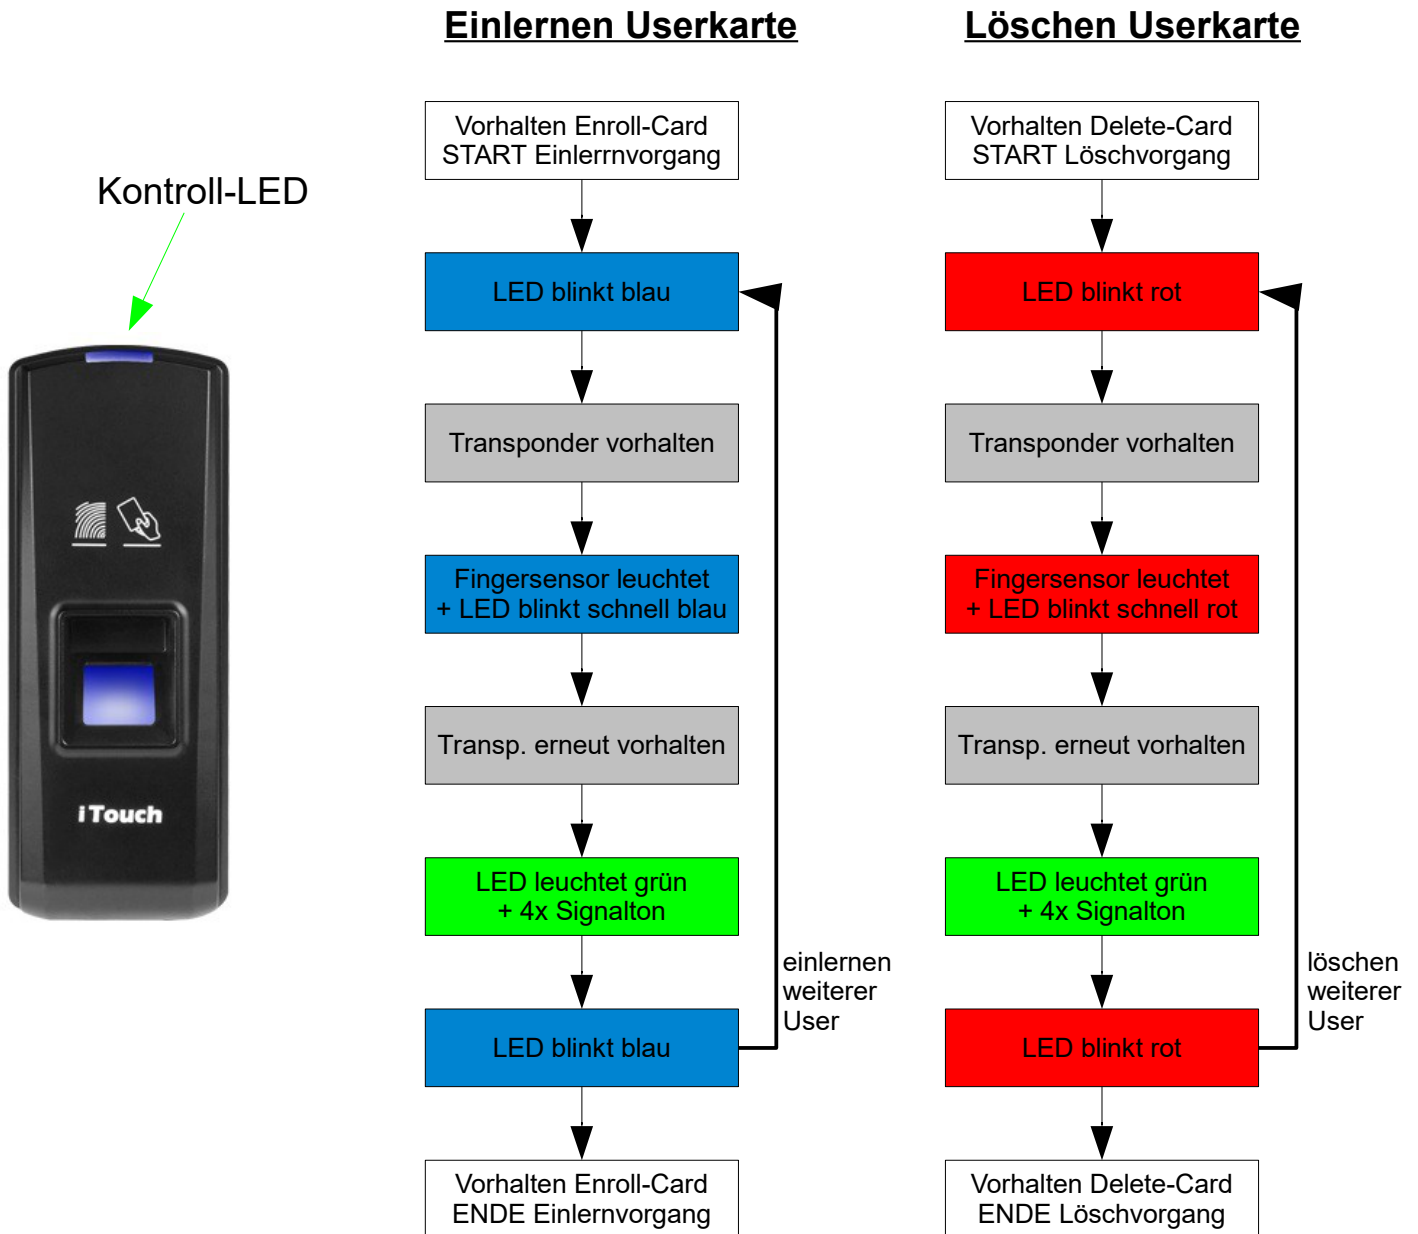 Einlernen Userkarte
Löschen Userkarte
Kontroll-LED
iTouch
Vorhalten Enroll-Card
START Einlerrnvorgang
LED blinkt blau
Transponder vorhalten
Fingersensor leuchtet
+ LED blinkt schnell blau
Transp. erneut vorhalten
LED leuchtet grün
+ 4x Signalton
LED blinkt blau
einlernen
weiterer
User
Vorhalten Enroll-Card
ENDE Einlernvorgang
Vorhalten Delete-Card
START Löschvorgang
LED blinkt rot
Transponder vorhalten
Fingersensor leuchtet
+ LED blinkt schnell rot
Transp. erneut vorhalten
LED leuchtet grün
+ 4x Signalton
LED blinkt rot
löschen
weiterer
User
Vorhalten Delete-Card
ENDE Löschvorgang